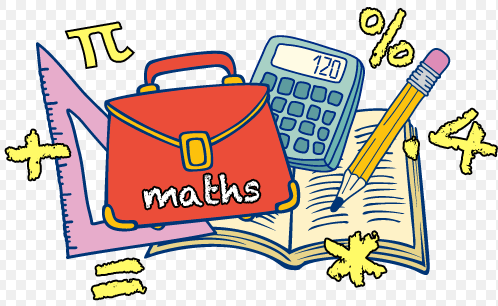 π
%
120
+
maths
=
*